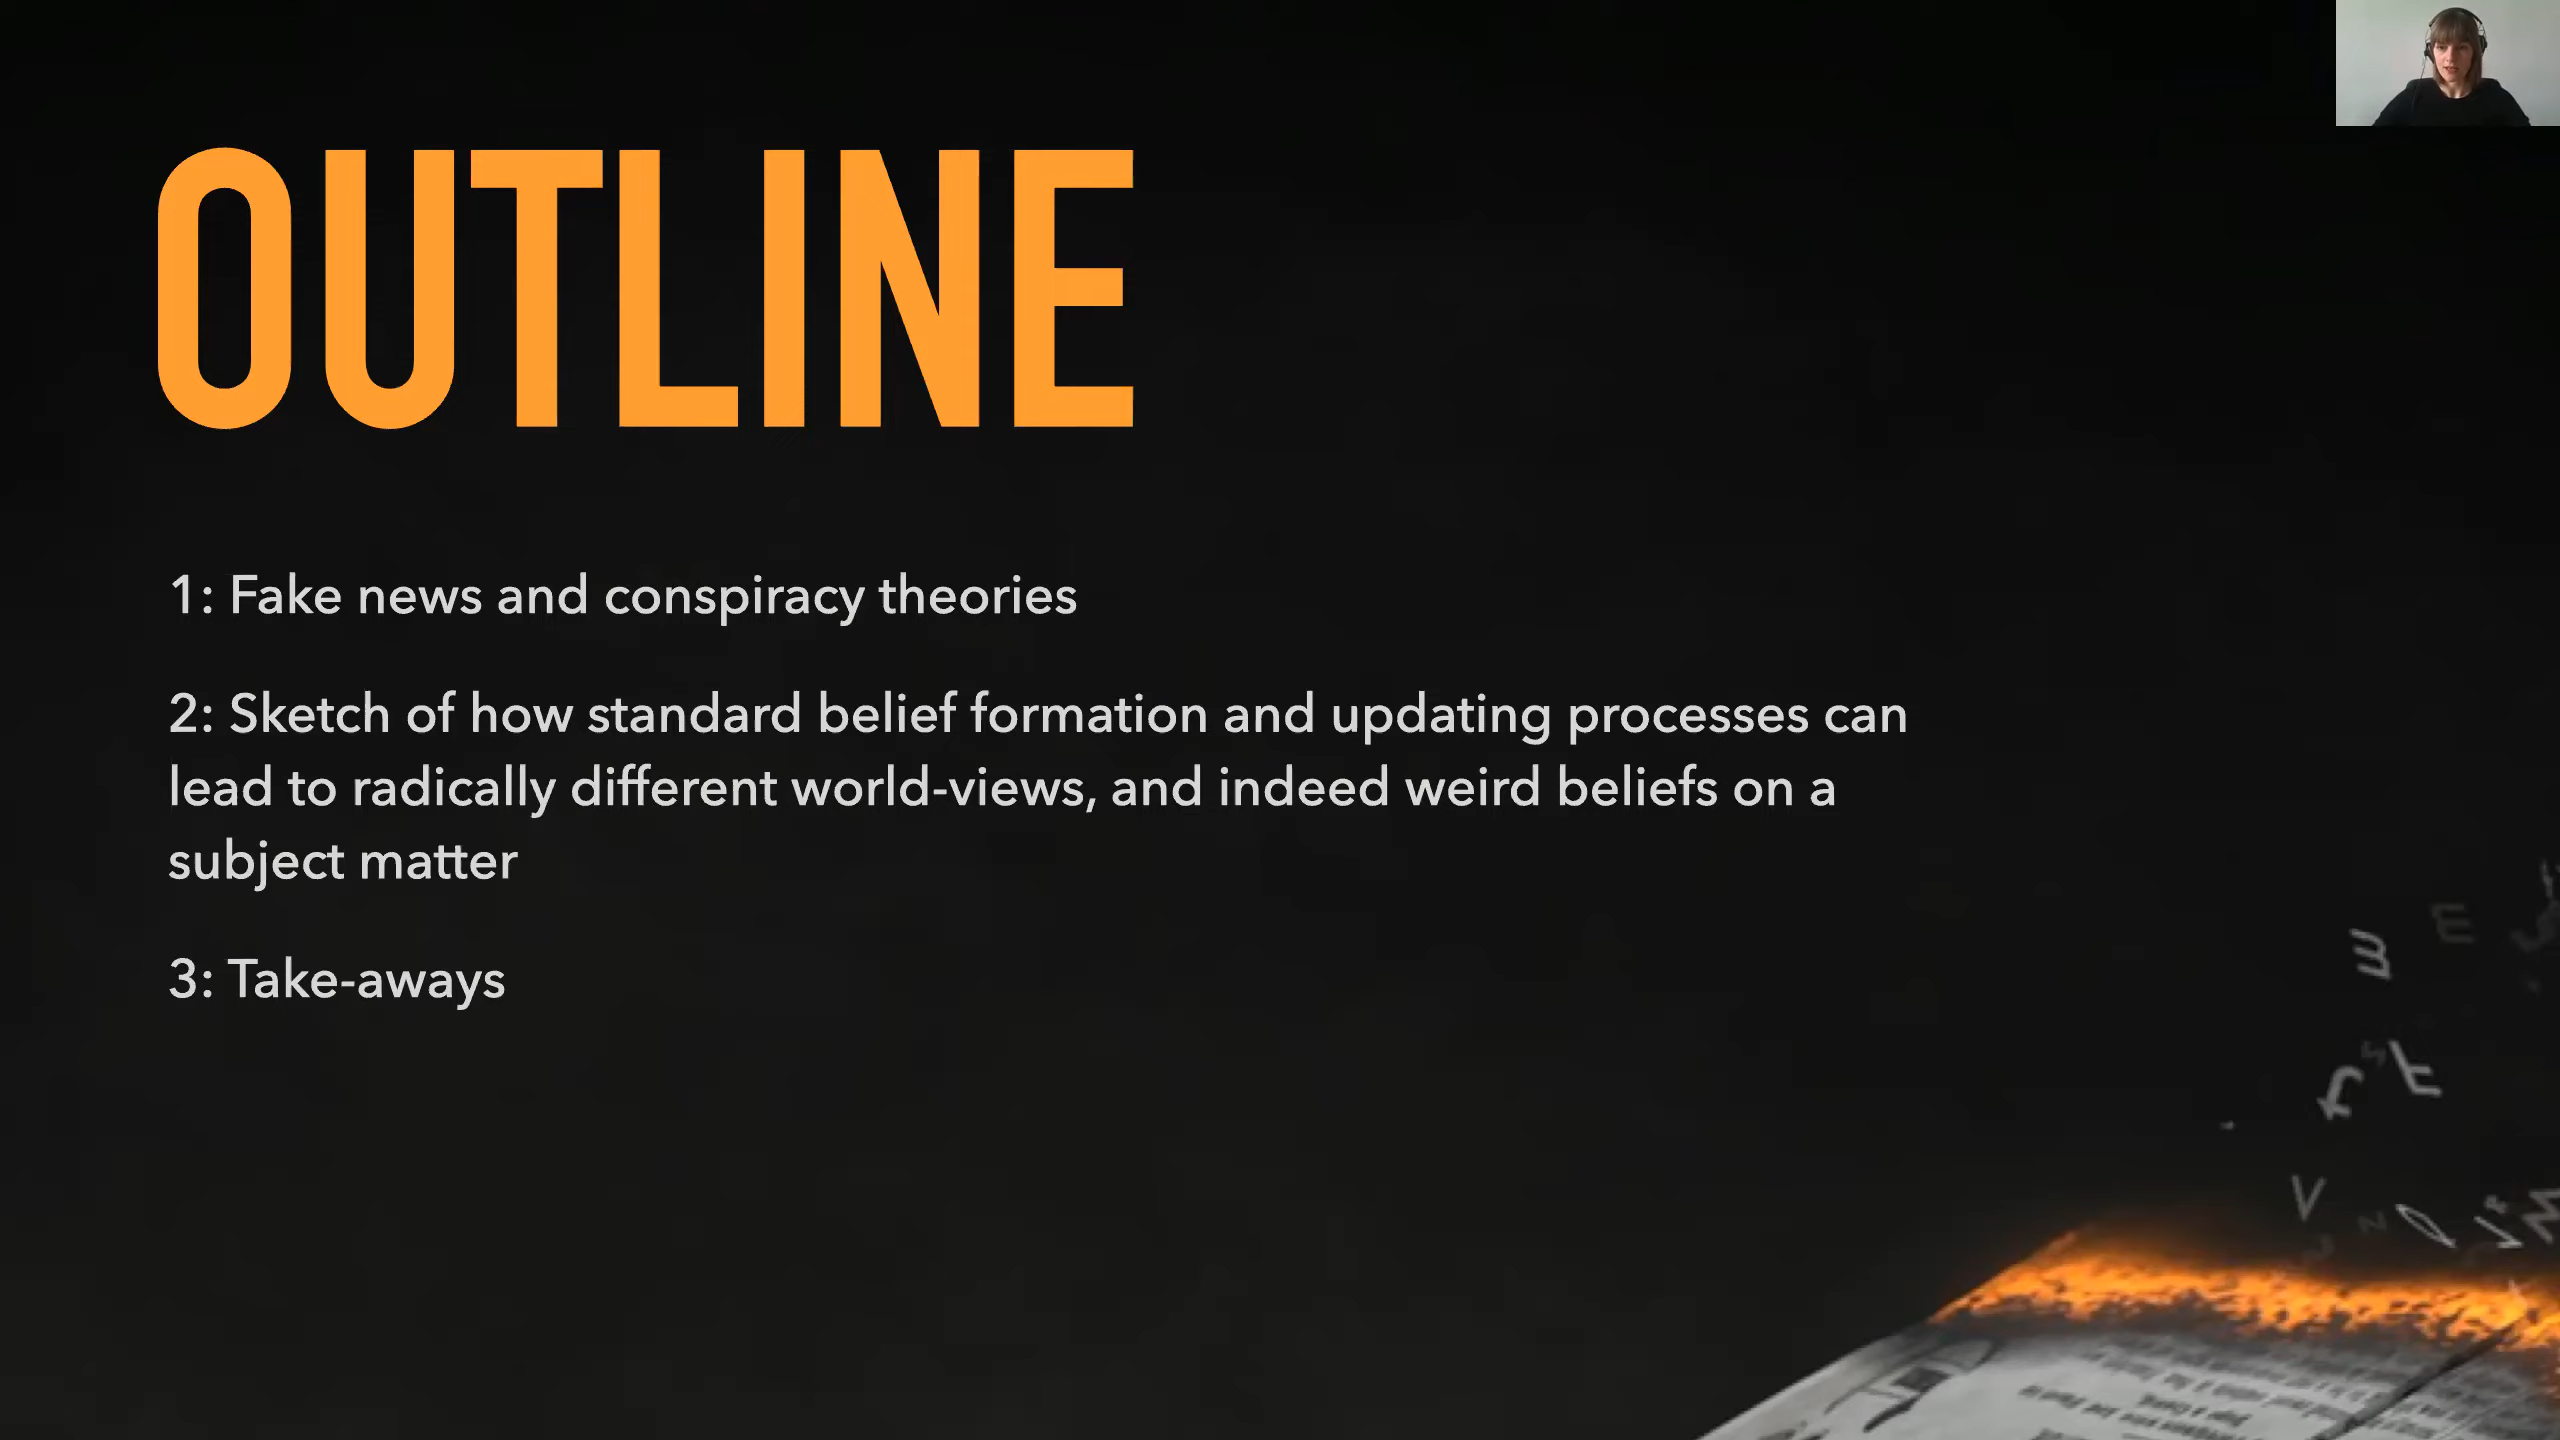 OUTLINE
1: Fake news and conspiracy theories
2: Sketch of how standard belief formation and updating processes can
lead to radically different world-views, and indeed weird beliefs on a
subject matter
3: Take-aways